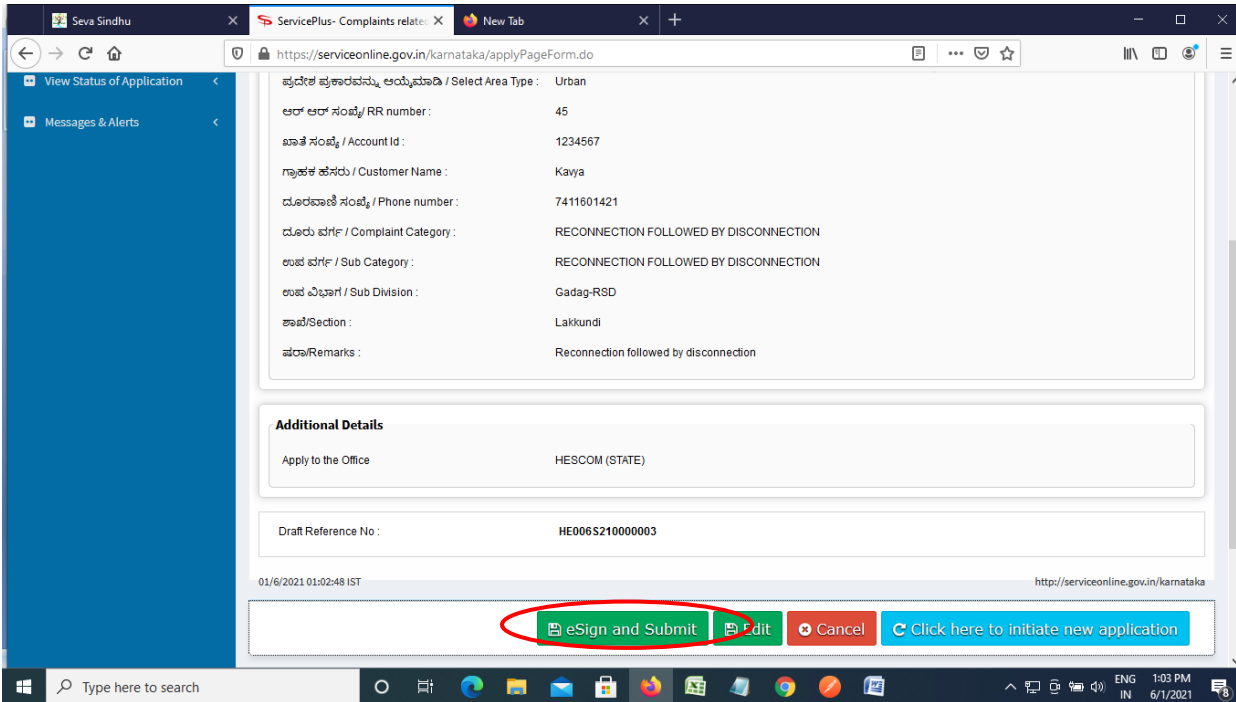 Seva Sindhu
ServicePlus- Complaints relate
New Tab
https://serviceonline.gov.in/karnataka/applyPageForm.do
View Status of Application
Messages & Alerts
ಪ್ರದೇಶ ಪ್ರಕಾರವನ್ನು ಆಯ್ಕೆಮಾಡಿ / Select Area Type : Urban
ಆರ್ ಆರ್ ಸಂಖ್ಯೆ/ RR number : 45
ಖಾತೆ ಸಂಖ್ಯೆ / Account Id : 1234567
ಗ್ರಾಹಕ ಹೆಸರು / Customer Name : Kavya
ದೂರವಾಣಿ ಸಂಖ್ಯೆ / Phone number : 7411601421
ದೂರು ವರ್ಗ / Complaint Category : RECONNECTION FOLLOWED BY DISCONNECTION
ಉಪ ವರ್ಗ / Sub Category : RECONNECTION FOLLOWED BY DISCONNECTION
ಉಪ ವಿಭಾಗ / Sub Division : Gadag-RSD
ಶಾಖೆ/Section : Lakkundi
ಷರಾ/Remarks : Reconnection followed by disconnection
Additional Details
Apply to the Office HESCOM (STATE)
Draft Reference No : HE006S210000003
01/6/2021 01:02:48 IST http://serviceonline.gov.in/karnataka
eSign and Submit Edit Cancel Click here to initiate new application
Type here to search
ENG 1:03 PM
IN 6/1/2021
8